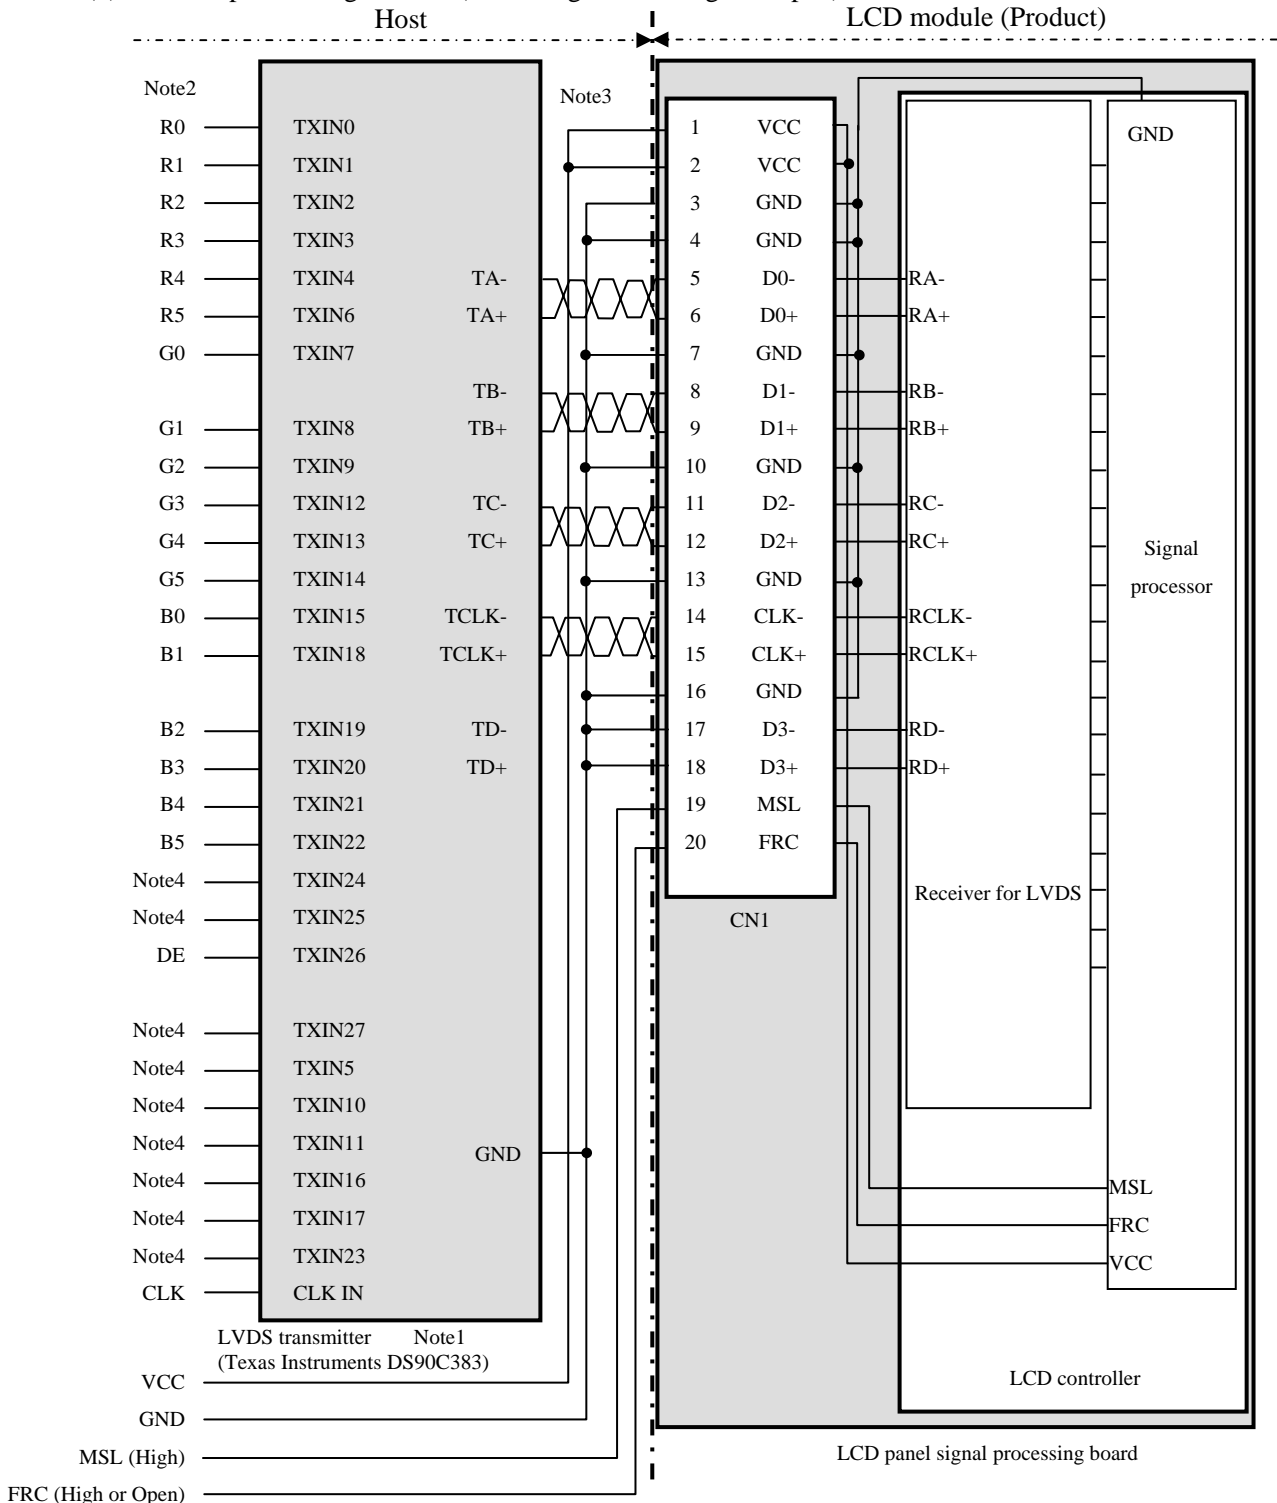 Host
LCD module (Product)
Note2
Note3
R0 TXIN0 1 VCC GND
R1 TXIN1 2 VCC
R2 TXIN2 3 GND
R3 TXIN3 4 GND
R4 TXIN4 TA- 5 D0- RA-
R5 TXIN6 TA+ 6 D0+ RA+
G0 TXIN7 7 GND
TB- 8 D1- RB-
G1 TXIN8 TB+ 9 D1+ RB+
G2 TXIN9 10 GND
G3 TXIN12 TC- 11 D2- RC-
G4 TXIN13 TC+ 12 D2+ RC+
Signal
processor
G5 TXIN14 13 GND
B0 TXIN15 TCLK- 14 CLK- RCLK-
B1 TXIN18 TCLK+ 15 CLK+ RCLK+
16 GND
B2 TXIN19 TD- 17 D3- RD-
B3 TXIN20 TD+ 18 D3+ RD+
B4 TXIN21 19 MSL
B5 TXIN22 20 FRC
Note4 TXIN24
Receiver for LVDS
Note4 TXIN25
CN1
DE TXIN26
Note4 TXIN27
Note4 TXIN5
Note4 TXIN10
Note4 TXIN11 GND
Note4 TXIN16
MSL
Note4 TXIN17
FRC
Note4 TXIN23
VCC
CLK CLK IN
LVDS transmitter Note1
(Texas Instruments DS90C383)
LCD controller
VCC
GND
MSL (High)
LCD panel signal processing board
FRC (High or Open)